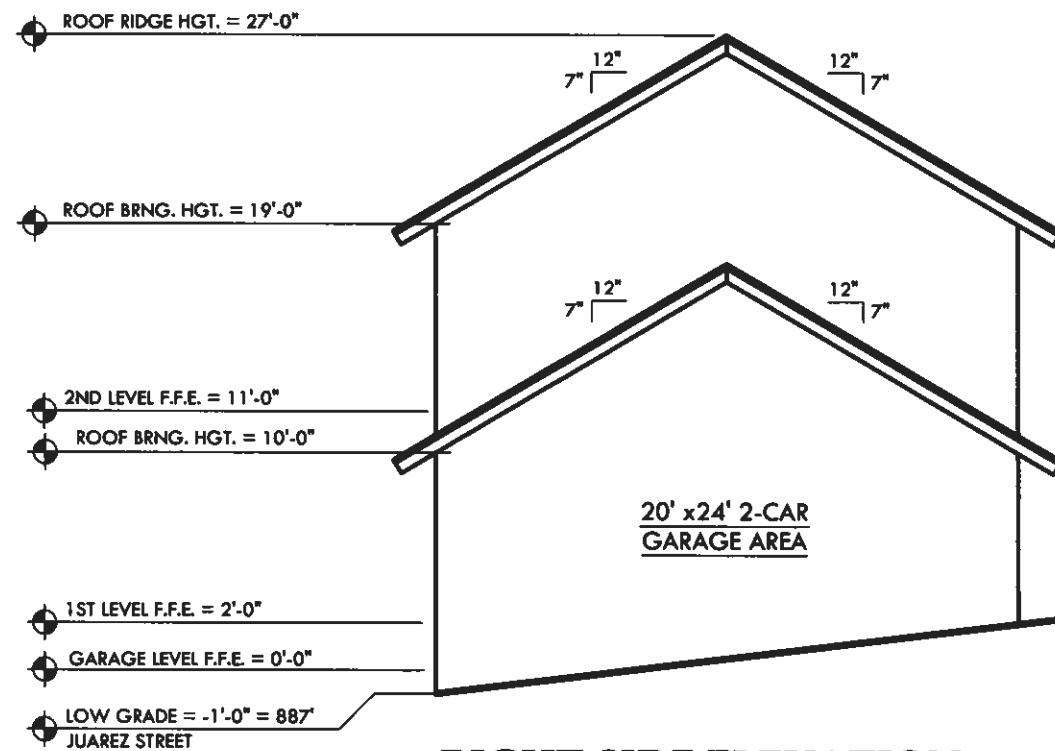 ROOF RIDGE HGT. = 27'-0"
12"
7"
12"
7"
ROOF BRNG. HGT. = 19'-0"
12"
7"
12"
7"
2ND LEVEL F.F.E. = 11'-0"
ROOF BRNG. HGT. = 10'-0"
20' x24' 2-CAR
GARAGE AREA
1ST LEVEL F.F.E. = 2'-0"
GARAGE LEVEL F.F.E. = 0'-0"
LOW GRADE = -1'-0" = 887'
JUAREZ STREET